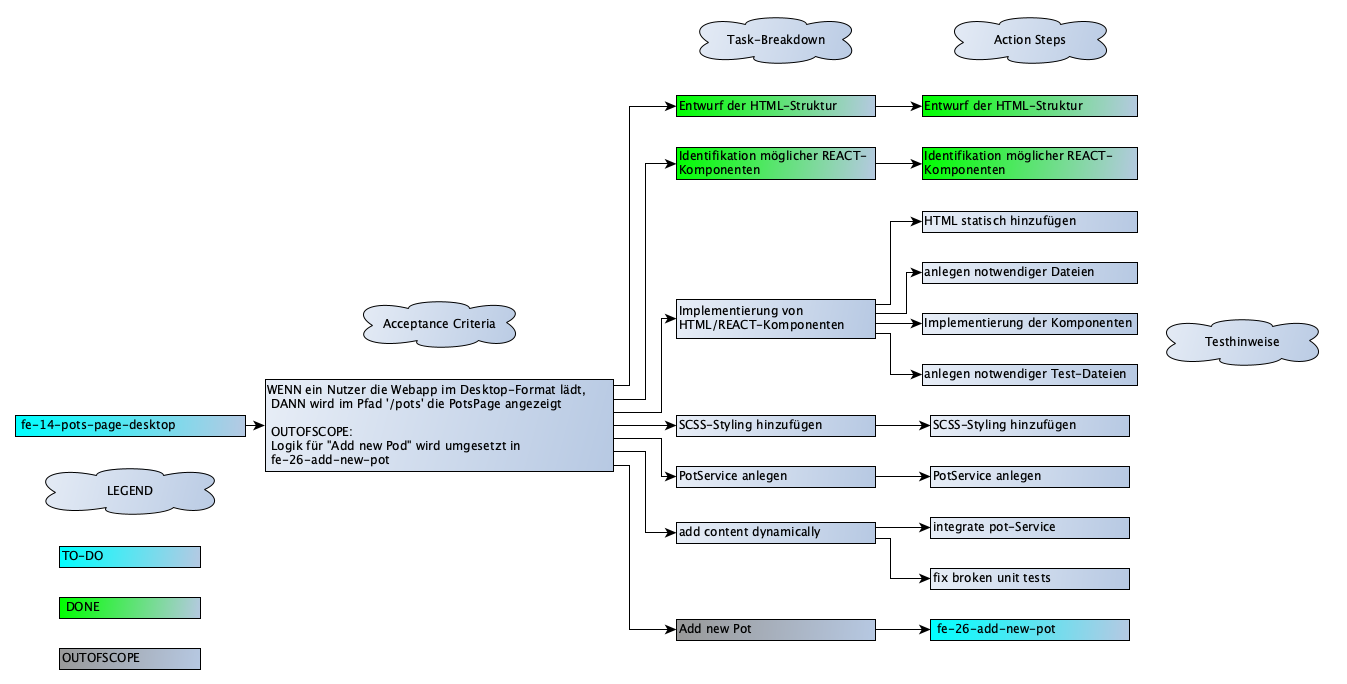 Task-Breakdown
Action Steps
Entwurf der HTML-Struktur
Entwurf der HTML-Struktur
Identifikation möglicher REACT-
Komponenten
Identifikation möglicher REACT-
Komponenten
HTML statisch hinzufügen
anlegen notwendiger Dateien
Implementierung von
HTML/REACT-Komponenten
Implementierung der Komponenten
anlegen notwendiger Test-Dateien
Acceptance Criteria
Testhinweise
fe-14-pots-page-desktop
WENN ein Nutzer die Webapp im Desktop-Format lädt,
DANN wird im Pfad '/pots' die PotsPage angezeigt
OUTOFSCOPE:
Logik für "Add new Pod" wird umgesetzt in
fe-26-add-new-pot
SCSS-Styling hinzufügen
SCSS-Styling hinzufügen
PotService anlegen
PotService anlegen
add content dynamically
integrate pot-Service
fix broken unit tests
Add new Pot
fe-26-add-new-pot
LEGEND
TO-DO
DONE
OUTOFSCOPE